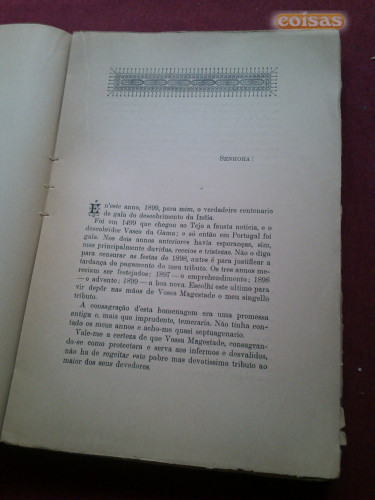 coisas
SENHORA!
É n'este anno, 1899, para mim, o verdadeiro centenario
de gala do descobrimento da India.
Foi em 1499 que chegou ao Tejo a fausta noticia, e o
descobridor Vasco da Gama; e só então em Portugal foi
gala. Nos dois annos anteriores havia esperanças, sim,
mas principalmente duvidas, receios e tristezas. Não o digo
para censurar as festas de 1898, antes é para justificar a
tardança do pagamento do meu tributo. Os tres annos me-
reciam ser festejados: 1897—o emprehendimento; 1898
—o advento; 1899—a boa nova. Escolhi este ultimo para
vir depôr nas mãos de Vossa Magestade o meu singello
tributo.
A consagração d'esta homenagem era uma promessa
antiga e, mais que imprudente, temeraria. Não tinha con-
tado os meus annos e acho-me quasi septuagenario.
Vale-me a certeza de que Vossa Magestade, consagran-
do-se como protectora e serva aos infermos e desvalidos,
não ha de regeitar este pobre mas devotissimo tributo ao
maior dos seus devedores.